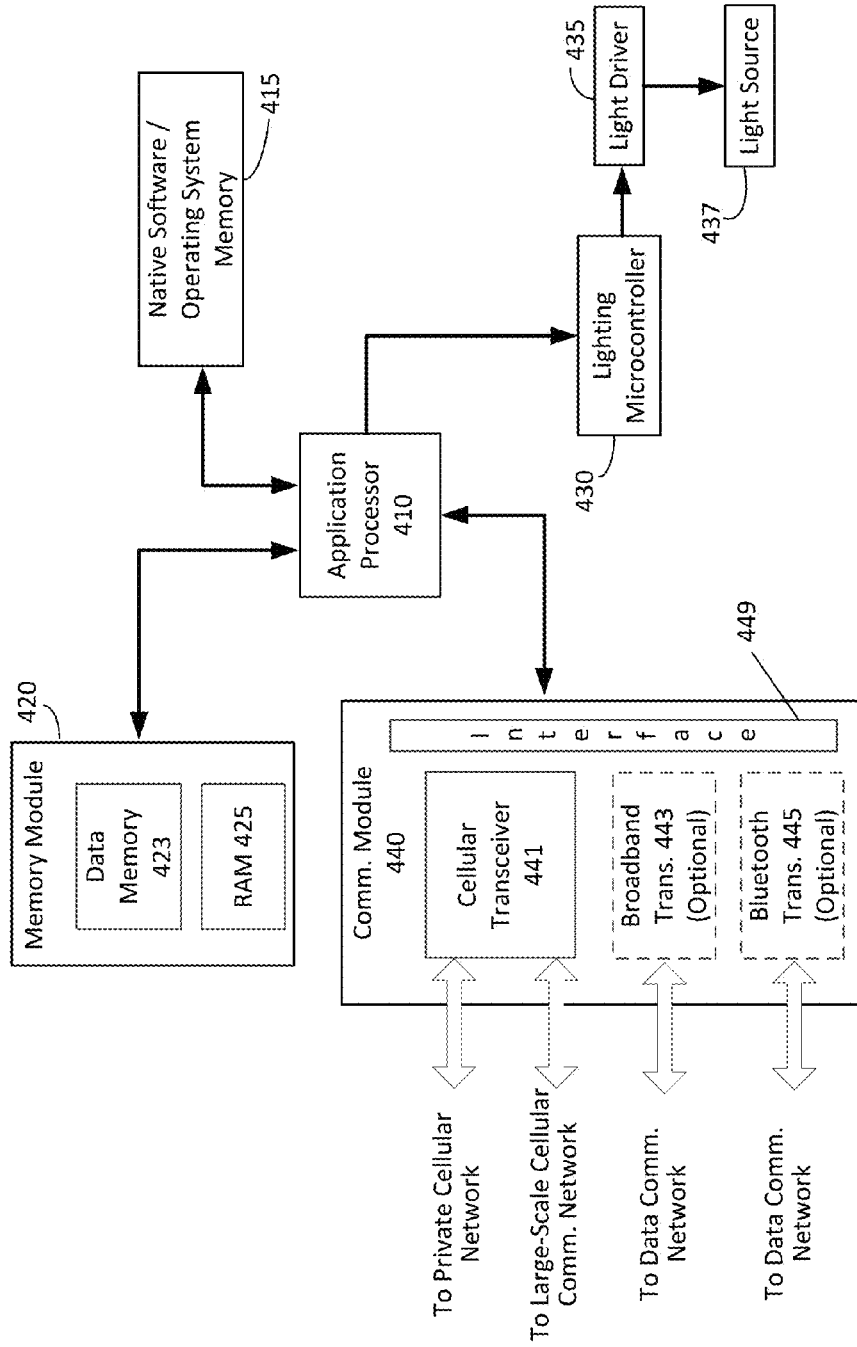 Memory Module
420
Data
Memory
423
RAM 425
Native Software /
Operating System
Memory
415
Application
Processor
410
Comm. Module
440
Cellular
Transceiver
441
Broadband
Trans. 443
(Optional)
Bluetooth
Trans. 445
(Optional)
Interface
449
To Private Cellular
Network
To Large-Scale Cellular
Comm. Network
To Data Comm.
Network
To Data Comm.
Network
Lighting
Microcontroller
430
Light Driver
435
Light Source
437